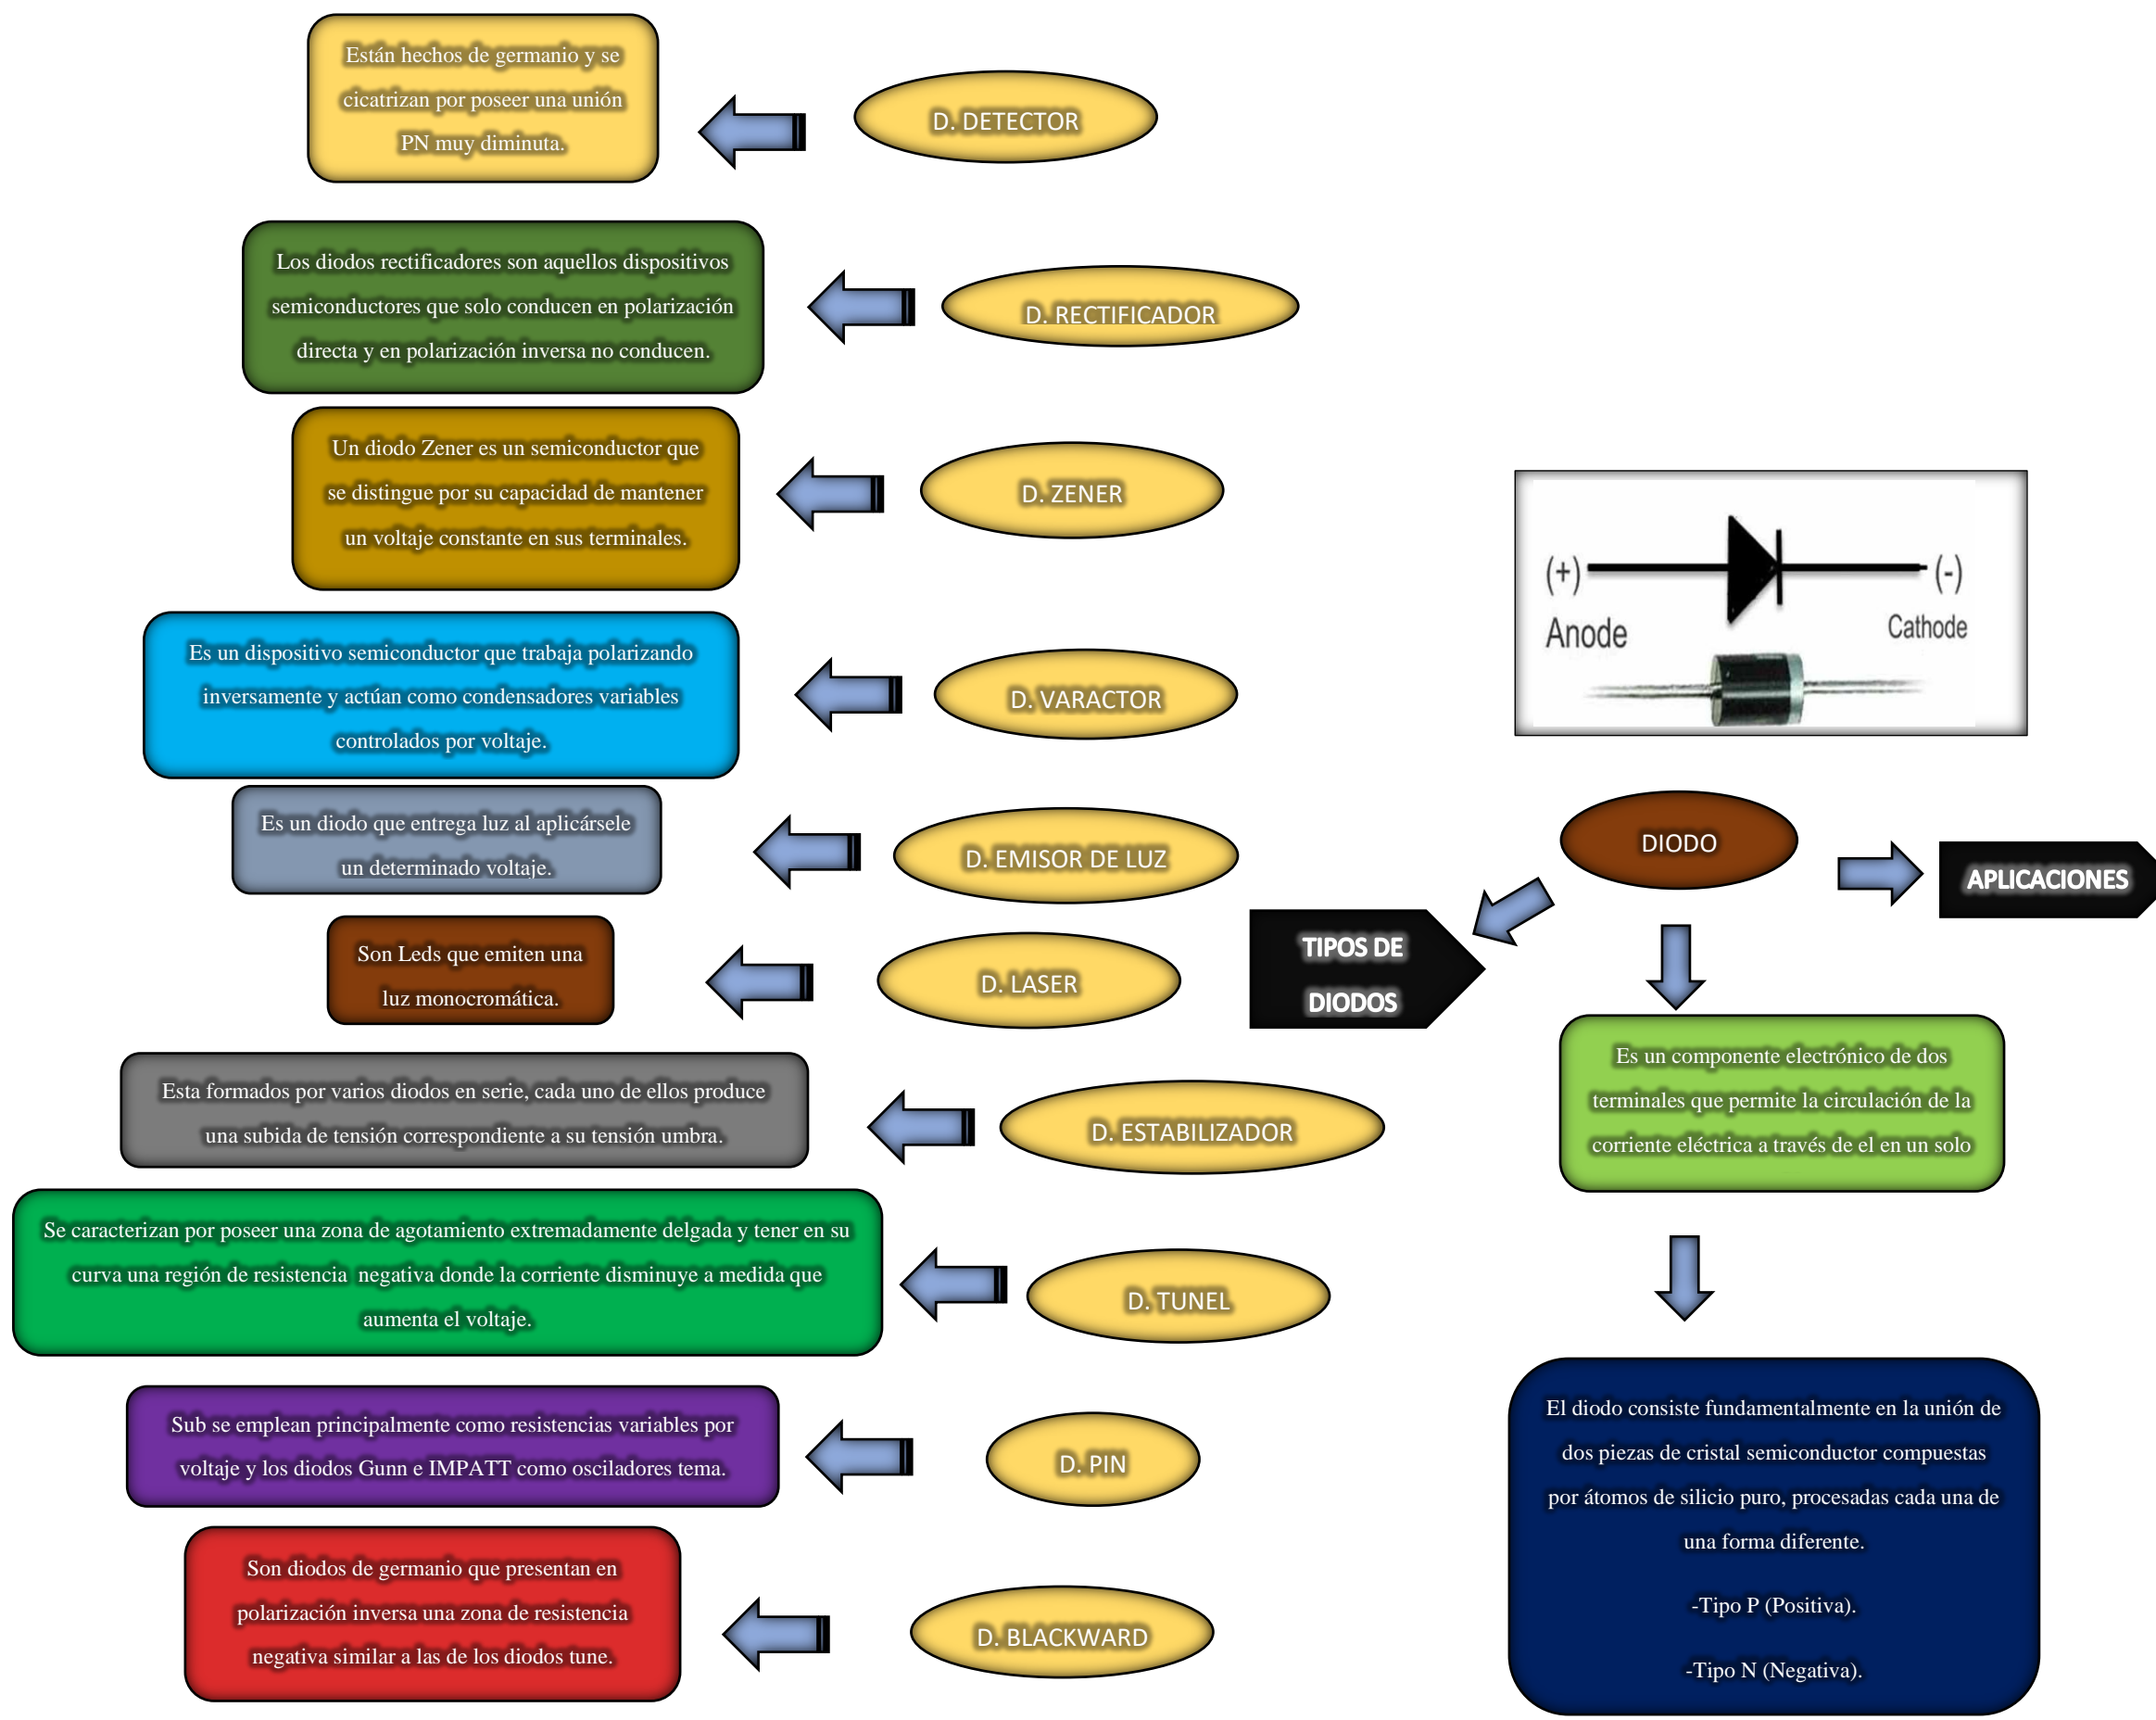 Están hechos de germanio y se
cicatrizan por poseer una unión
PN muy diminuta.
D. DETECTOR
Los diodos rectificadores son aquellos dispositivos
semiconductores que solo conducen en polarización
directa y en polarización inversa no conducen.
D. RECTIFICADOR
Un diodo Zener es un semiconductor que
se distingue por su capacidad de mantener
un voltaje constante en sus terminales.
D. ZENER
Es un dispositivo semiconductor que trabaja polarizando
inversamente y actúan como condensadores variables
controlados por voltaje.
D. VARACTOR
Es un diodo que entrega luz al aplicársele
un determinado voltaje.
D. EMISOR DE LUZ
Son Leds que emiten una
luz monocromática.
D. LASER
Esta formados por varios diodos en serie, cada uno de ellos produce
una subida de tensión correspondiente a su tensión umbra.
D. ESTABILIZADOR
Se caracterizan por poseer una zona de agotamiento extremadamente delgada y tener en su
curva una región de resistencia negativa donde la corriente disminuye a medida que
aumenta el voltaje.
D. TUNEL
Sub se emplean principalmente como resistencias variables por
voltaje y los diodos Gunn e IMPATT como osciladores tema.
D. PIN
Son diodos de germanio que presentan en
polarización inversa una zona de resistencia
negativa similar a las de los diodos tune.
D. BLACKWARD
TIPOS DE
DIODOS
(+) (-)
Anode Cathode
DIODO
APLICACIONES
Es un componente electrónico de dos
terminales que permite la circulación de la
corriente eléctrica a través de el en un solo
El diodo consiste fundamentalmente en la unión de
dos piezas de cristal semiconductor compuestas
por átomos de silicio puro, procesadas cada una de
una forma diferente.
-Tipo P (Positiva).
-Tipo N (Negativa).